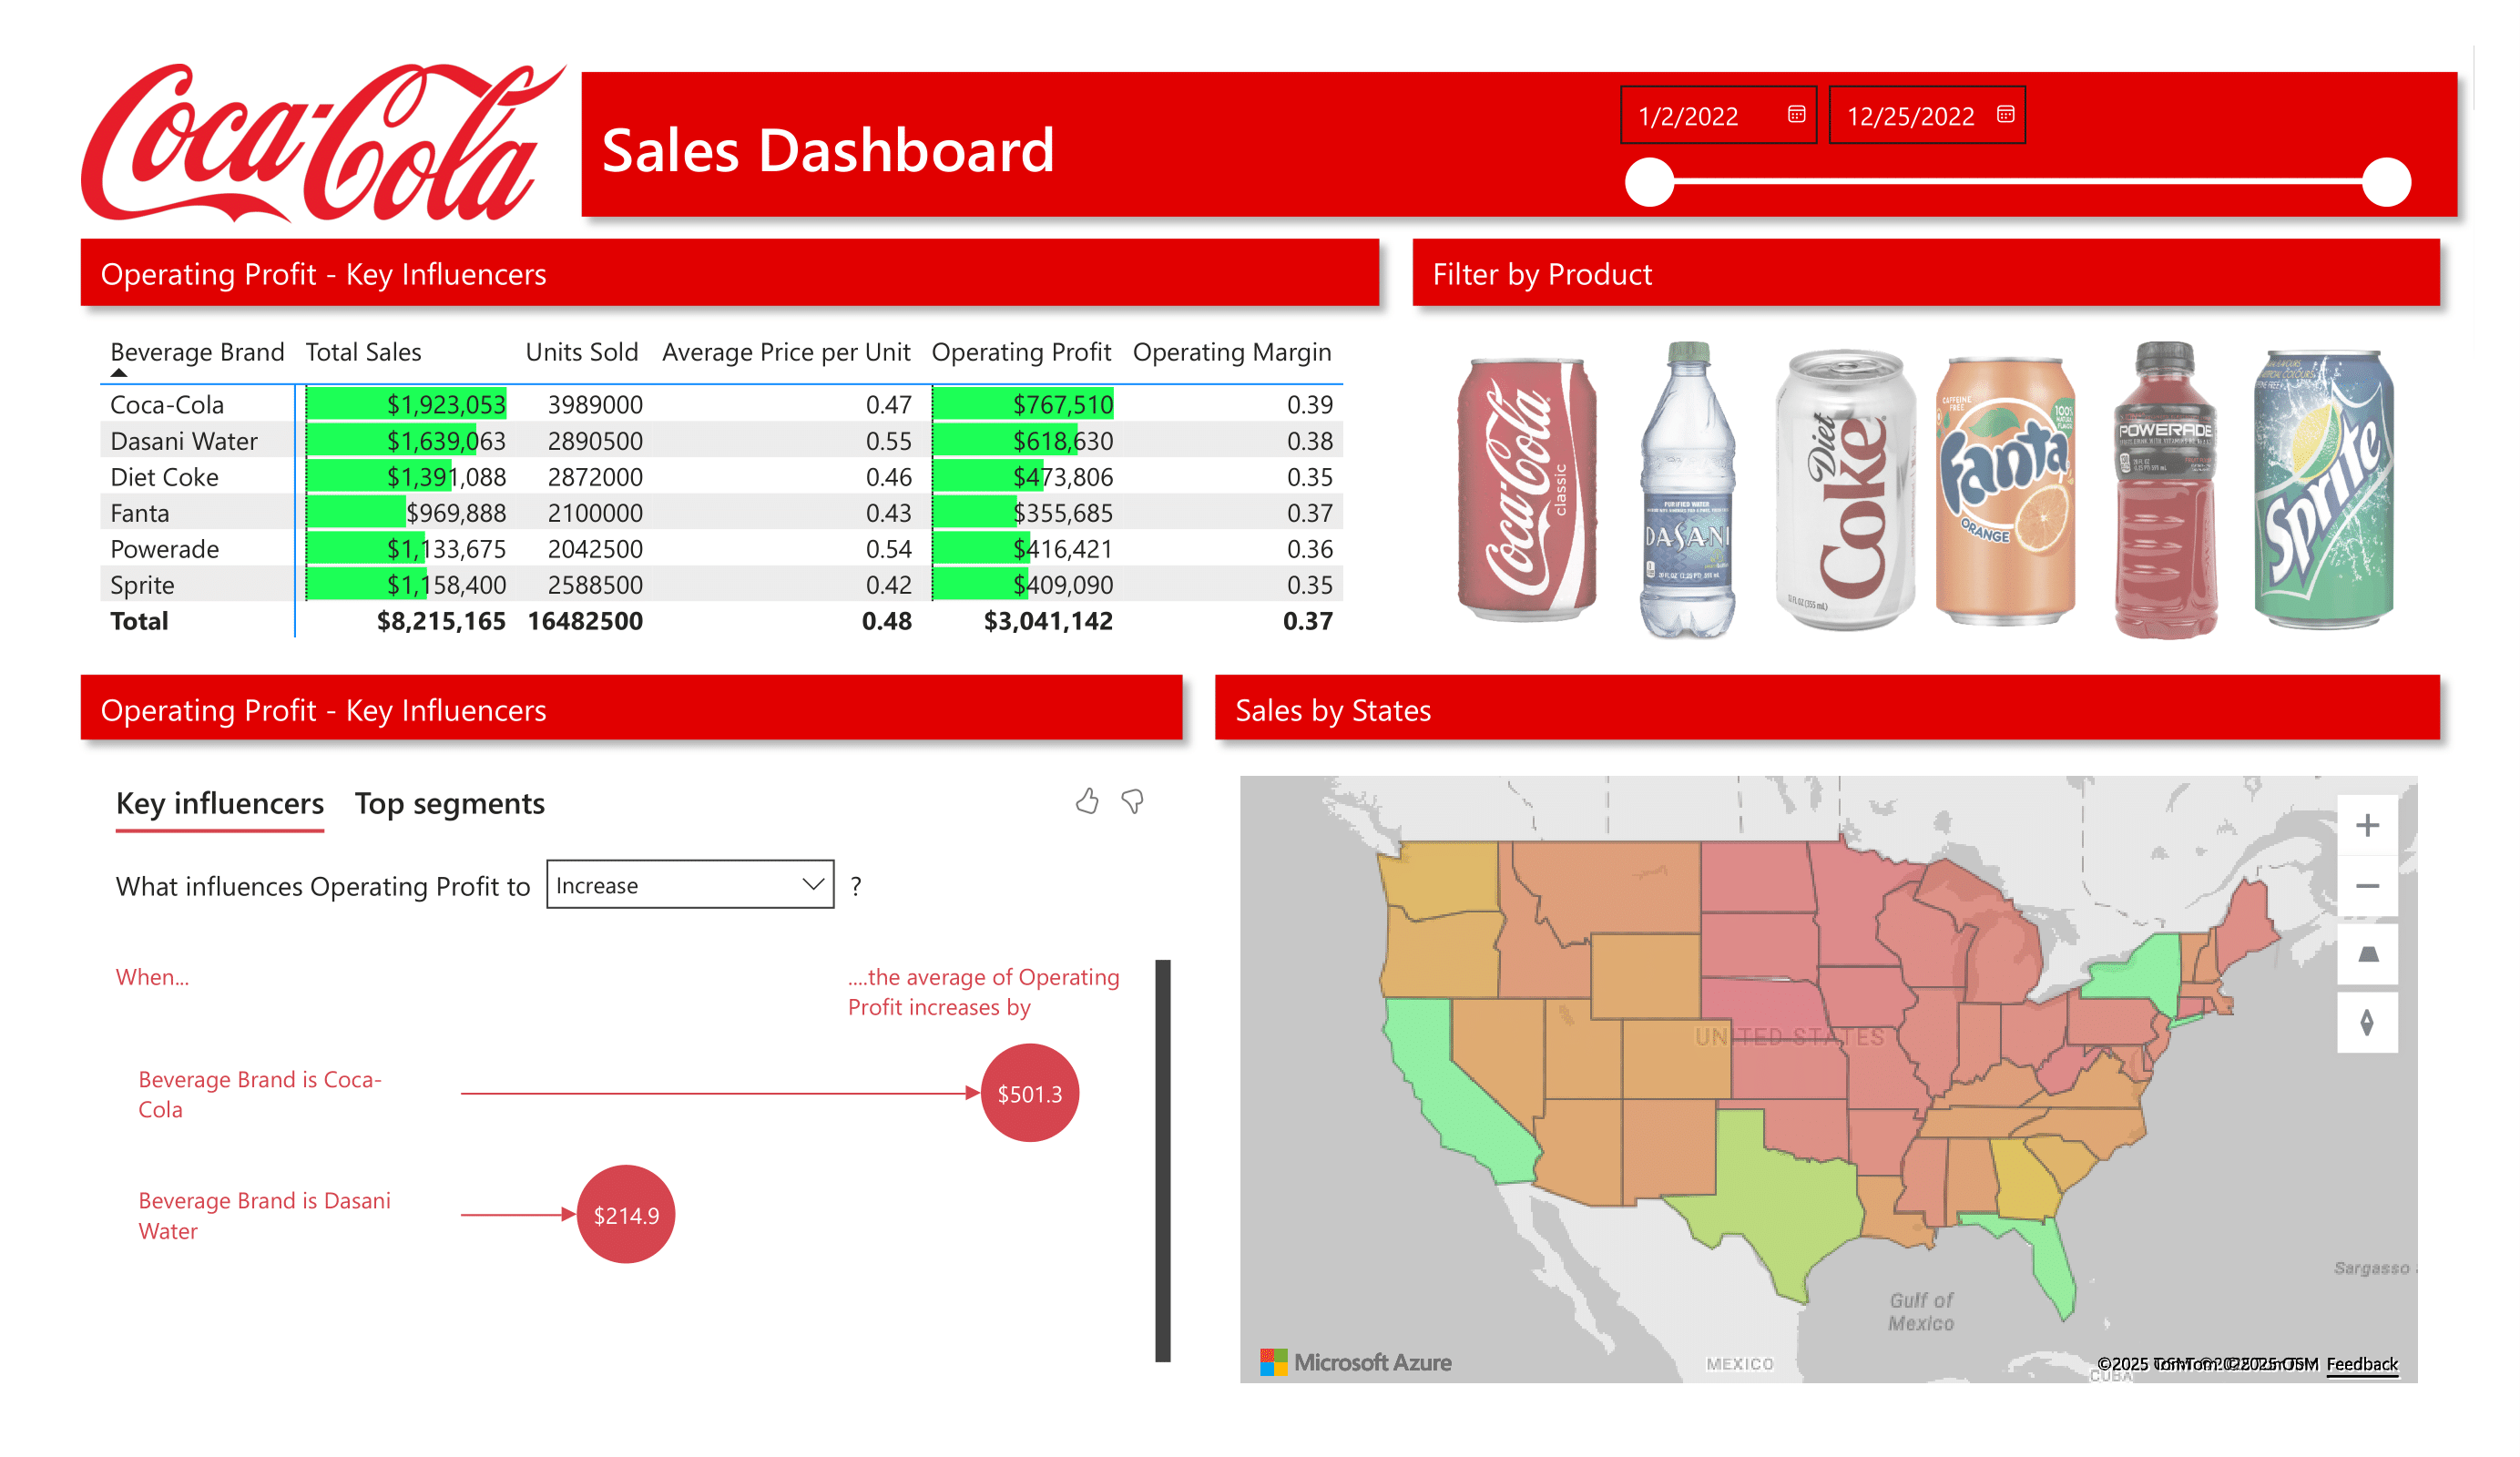 Coca-Cola
Sales Dashboard
1/2/2022 12/25/2022
Operating Profit - Key Influencers
Filter by Product
Beverage Brand Total Sales Units Sold Average Price per Unit Operating Profit Operating Margin
Coca-Cola $1,923,053 3989000 0.47 $767,510 0.39
Dasani Water $1,639,063 2890500 0.55 $618,630 0.38
Diet Coke $1,391,088 2872000 0.46 $473,806 0.35
Fanta $969,888 2100000 0.43 $355,685 0.37
Powerade $1,133,675 2042500 0.54 $416,421 0.36
Sprite $1,158,400 2588500 0.42 $409,090 0.35
Total $8,215,165 16482500 0.48 $3,041,142 0.37
Coca-Cola
classic
PURIFIED WATER
DASANI
Diet
Coke
CAFFEINE
FREE
100%
Fanta
ORANGE
POWERADE
Sprite
Operating Profit - Key Influencers
Sales by States
Key influencers Top segments
What influences Operating Profit to Increase ?
When...
....the average of Operating
Profit increases by
Beverage Brand is Coca-
Cola
$501.3
Beverage Brand is Dasani
Water
$214.9
UNITED STATES
Sargasso
Gulf of
Mexico
MEXICO
CUBA
Microsoft Azure
©2025 TomTom Feedback